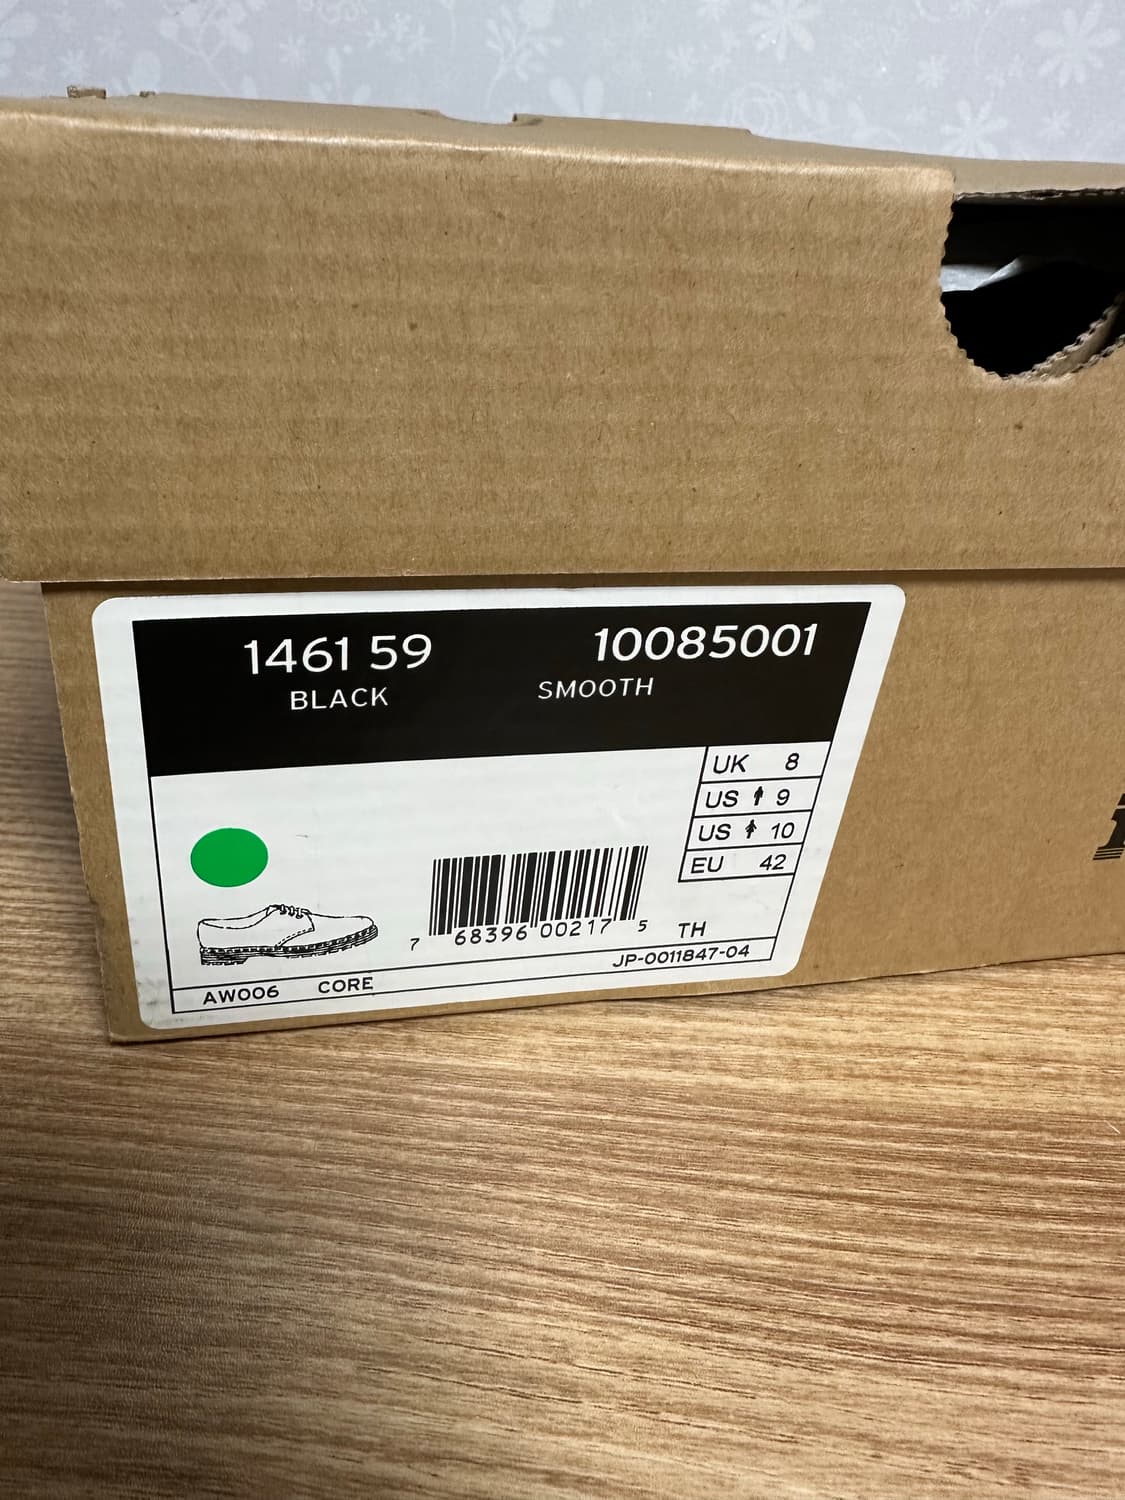 1461 59 10085001
BLACK SMOOTH
UK 8
US 9
US 10
EU 42
7 68396 00217 5 TH
JP-0011847-04
AW006 CORE